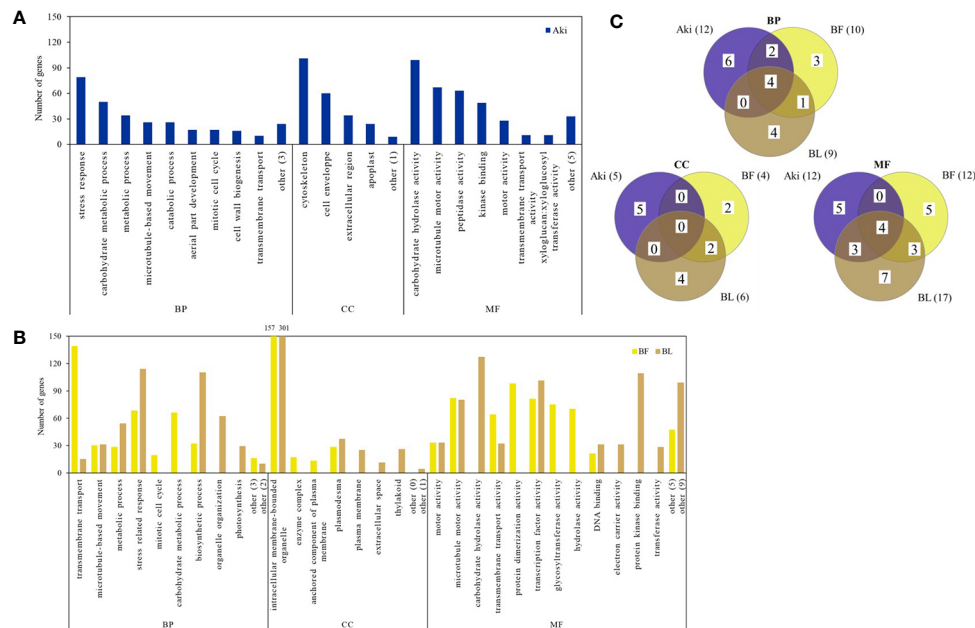 A
150
120
90
60
30
0
Number of genes
Aki
stress response
carbohydrate metabolic process
metabolic process
microtubule-based movement
catabolic process
aerial part development
mitotic cell cycle
cell wall biogenesis
transmembrane transport
other (3)
cytoskeleton
cell enveloppe
extracellular region
apoplast
other (1)
carbohydrate hydrolase activity
microtubule motor activity
peptidase activity
kinase binding
motor activity
transmembrane transport
activity
xyloglucan:xyloglucosyl
transferase activity
other (5)
BP
CC
MF
B
150
120
90
60
30
0
Number of genes
157 301
BF
BL
transmembrane transport
microtubule-based movement
metabolic process
stress related response
mitotic cell cycle
carbohydrate metabolic process
biosynthetic process
organelle organization
photosynthesis
other (3)
other (2)
intracellular membrane-bounded
organelle
enzyme complex
anchored component of plasma
membrane
plasmodesma
plasma membrane
extracellular space
thylakoid
other (0)
other (1)
motor activity
microtubule motor activity
carbohydrate hydrolase activity
transmembrane transport activity
protein dimerization activity
transcription factor activity
glycosyltransferase activity
hydrolase activity
DNA binding
electron carrier activity
protein kinase binding
transferase activity
other (5)
other (9)
BP
CC
MF
C
BP
Aki (12)
BF (10)
6
2
3
4
0
1
4
BL (9)
CC
Aki (5)
BF (4)
5
0
2
0
0
2
4
BL (6)
MF
Aki (12)
BF (12)
5
0
5
4
3
3
7
BL (17)